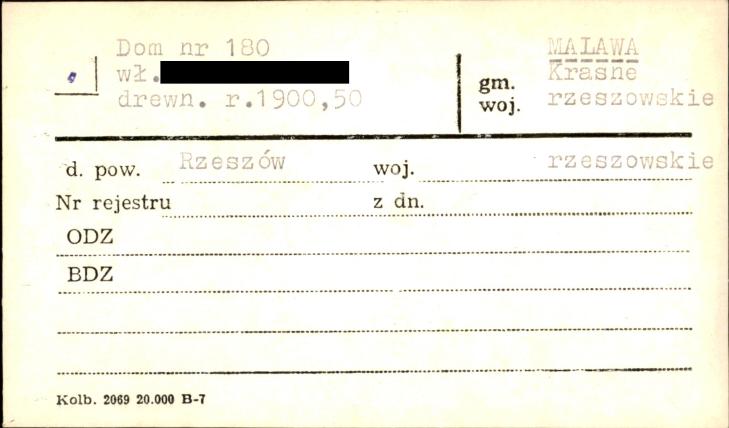 Dom nr 180
wł.
drewn. r.1900,50
MALAWA
gm. Krasne
woj. rzeszowskie
d. pow. Rzeszów woj. rzeszowskie
Nr rejestru z dn.
ODZ
BDZ
Kolb. 2069 20.000 B-7